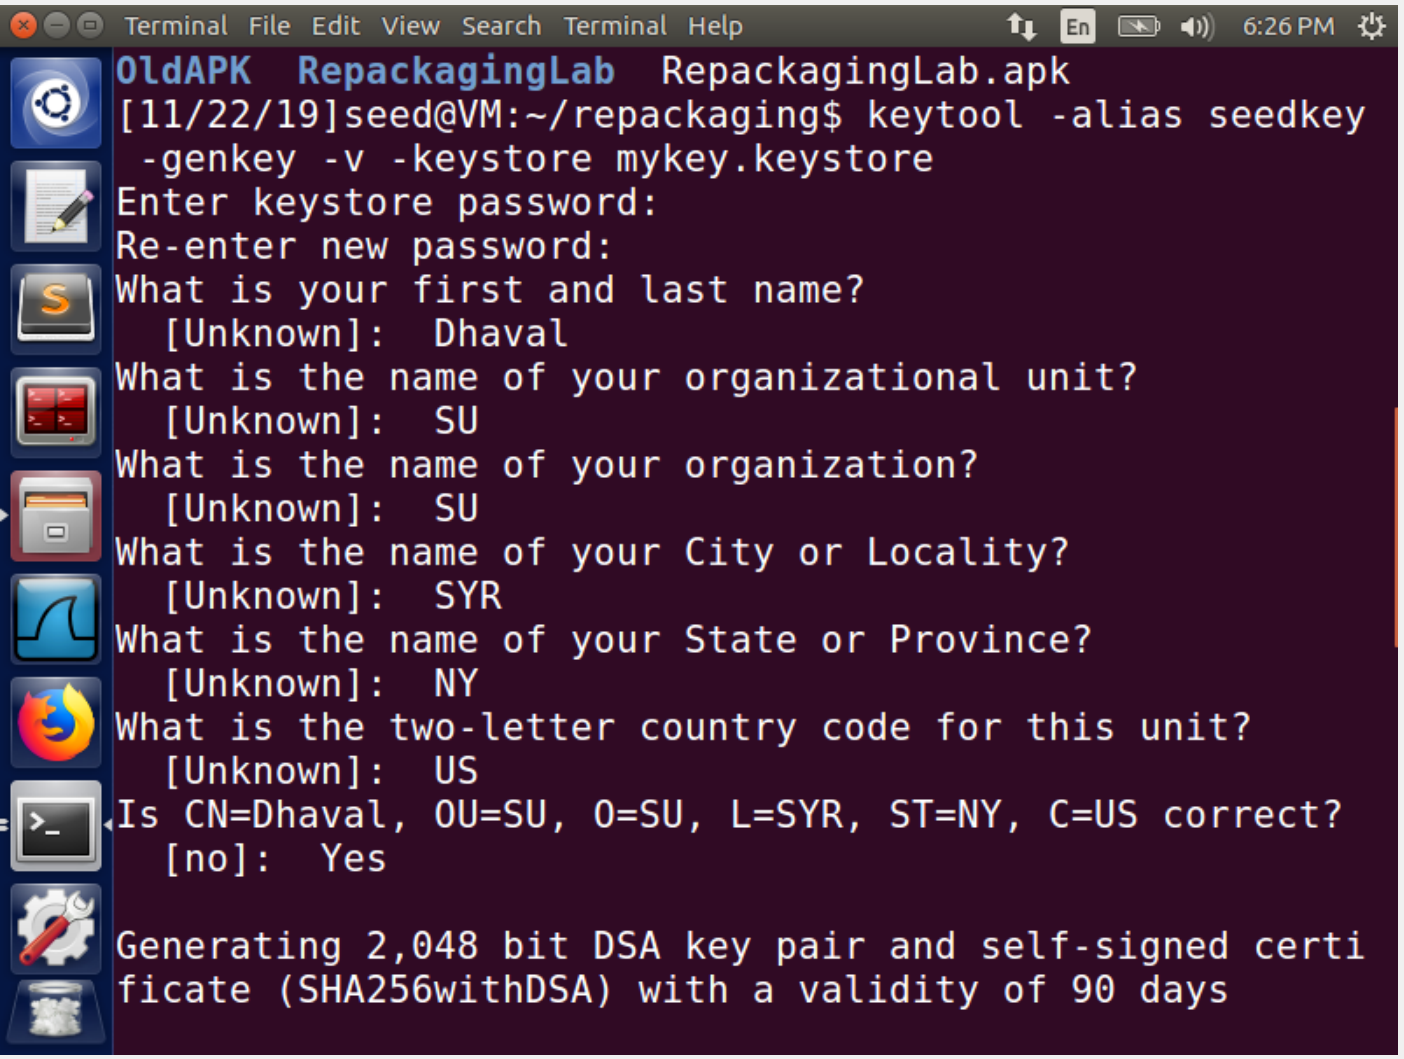 Terminal File Edit View Search Terminal Help En 6:26 PM
OldAPK RepackagingLab RepackagingLab.apk
[11/22/19]seed@VM:~/repackaging$ keytool -alias seedkey
-genkey -v -keystore mykey.keystore
Enter keystore password:
Re-enter new password:
What is your first and last name?
[Unknown]: Dhaval
What is the name of your organizational unit?
[Unknown]: SU
What is the name of your organization?
[Unknown]: SU
What is the name of your City or Locality?
[Unknown]: SYR
What is the name of your State or Province?
[Unknown]: NY
What is the two-letter country code for this unit?
[Unknown]: US
Is CN=Dhaval, OU=SU, O=SU, L=SYR, ST=NY, C=US correct?
[no]: Yes
Generating 2,048 bit DSA key pair and self-signed certi
ficate (SHA256withDSA) with a validity of 90 days